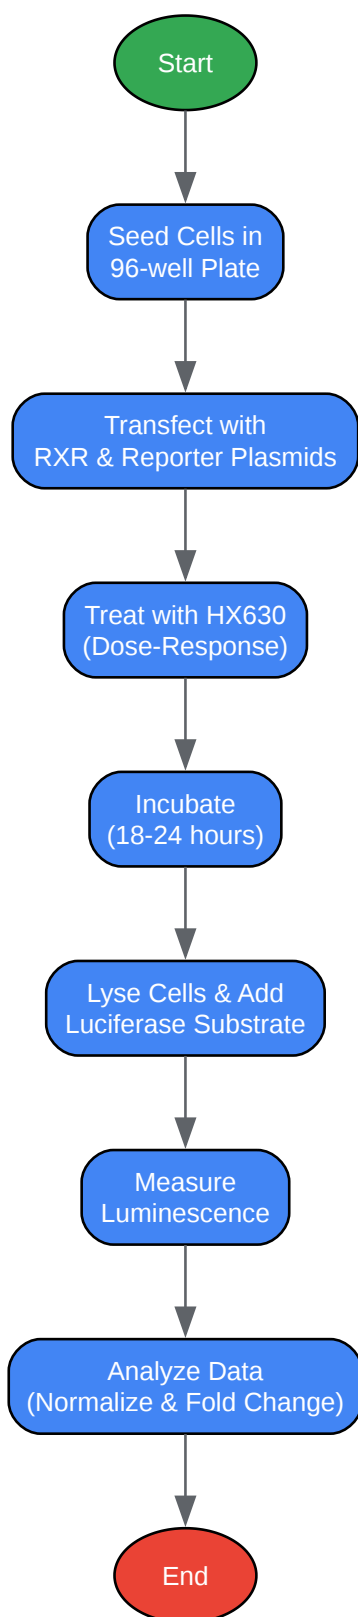 Start
Seed Cells in
96-well Plate
Transfect with
RXR & Reporter Plasmids
Treat with HX630
(Dose-Response)
Incubate
(18-24 hours)
Lyse Cells & Add
Luciferase Substrate
Measure
Luminescence
Analyze Data
(Normalize & Fold Change)
End